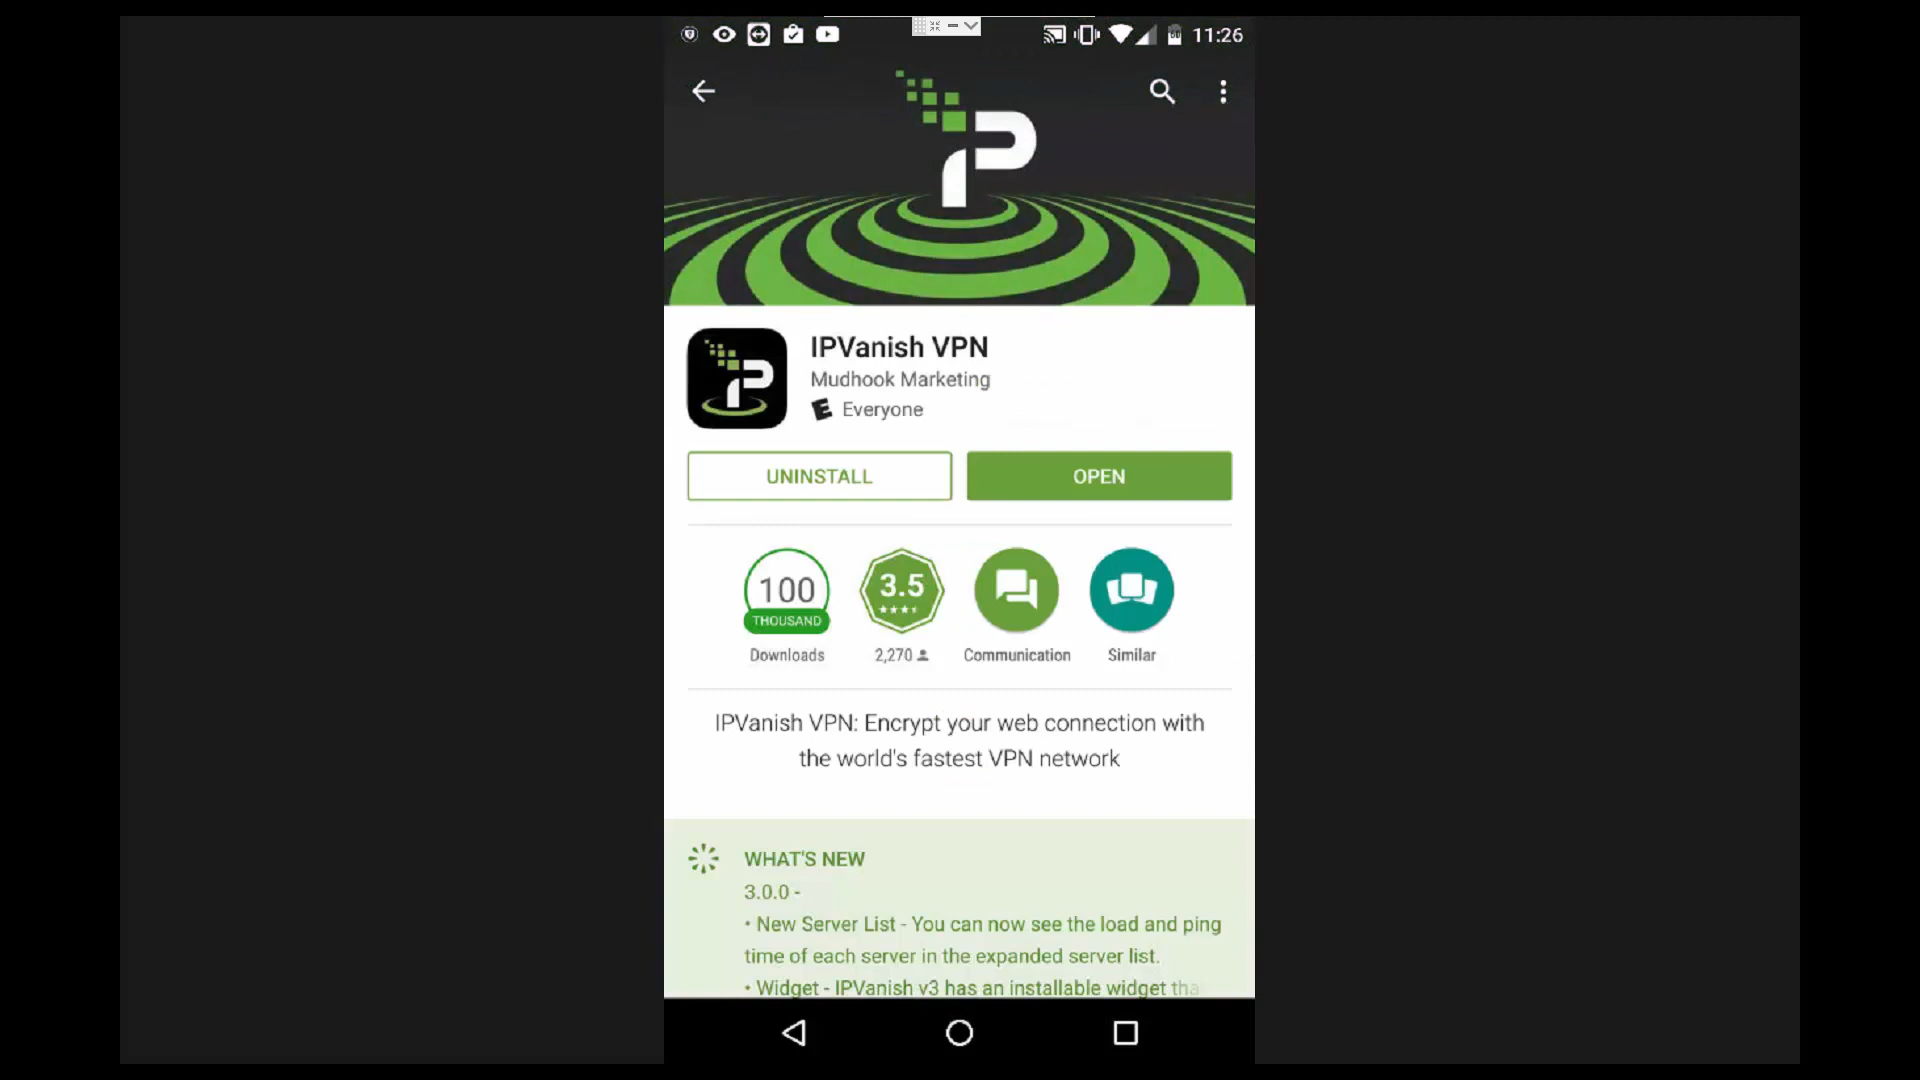 11:26
IPVanish VPN
Mudhook Marketing
E Everyone
UNINSTALL
OPEN
100
THOUSAND
3.5
Downloads
2,270
Communication
Similar
IPVanish VPN: Encrypt your web connection with
the world's fastest VPN network
WHAT'S NEW
3.0.0 -
• New Server List - You can now see the load and ping
time of each server in the expanded server list.
• Widget - IPVanish v3 has an installable widget tha